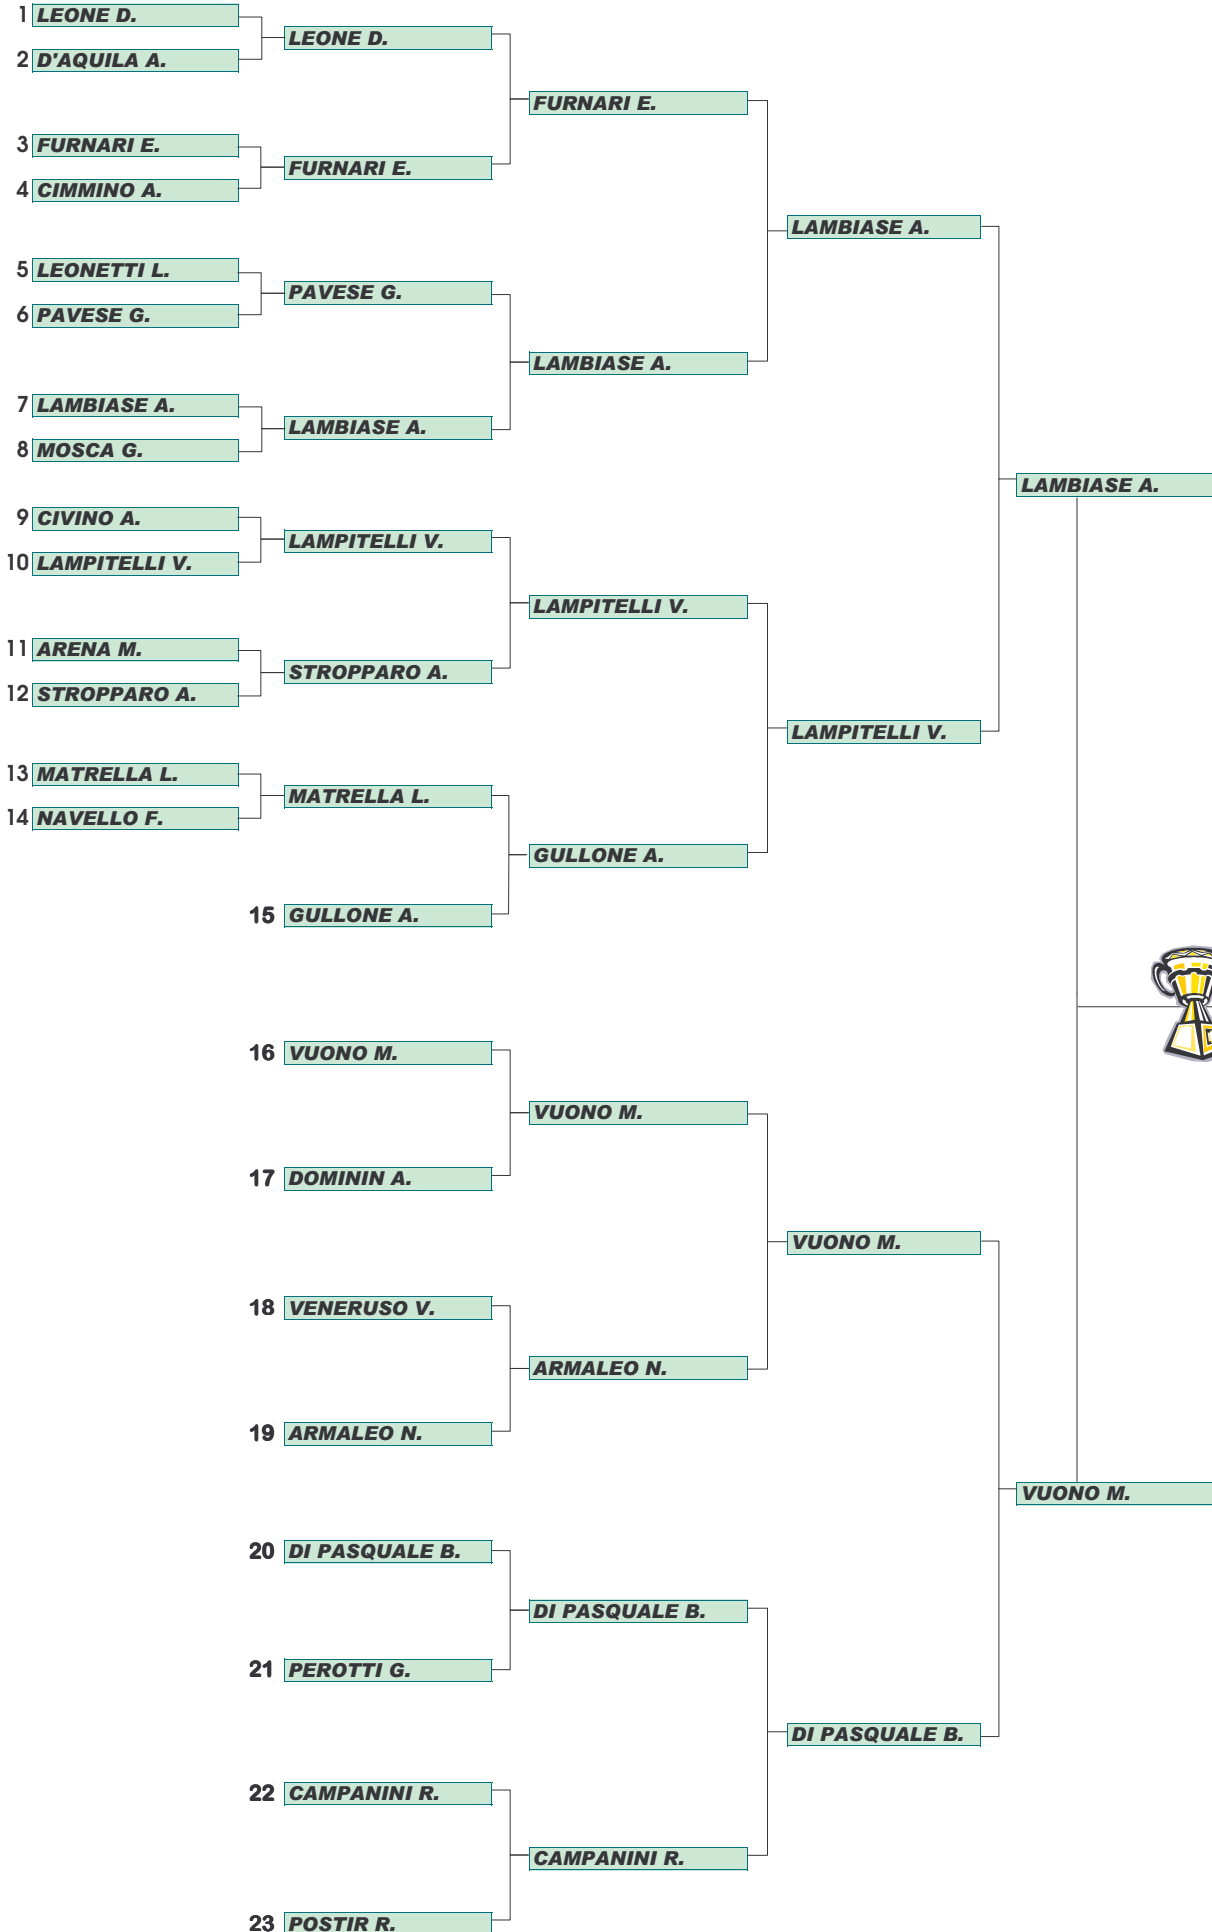 1 LEONE D.
2 D'AQUILA A.
LEONE D.
3 FURNARI E.
4 CIMMINO A.
FURNARI E.
FURNARI E.
5 LEONETTI L.
6 PAVESE G.
PAVESE G.
7 LAMBIASE A.
8 MOSCA G.
LAMBIASE A.
LAMBIASE A.
LAMBIASE A.
9 CIVINO A.
10 LAMPITELLI V.
LAMPITELLI V.
11 ARENA M.
12 STROPPARO A.
STROPPARO A.
LAMPITELLI V.
13 MATRELLA L.
14 NAVELLO F.
MATRELLA L.
15 GULLONE A.
GULLONE A.
LAMPITELLI V.
LAMBIASE A.
16 VUONO M.
17 DOMININ A.
VUONO M.
18 VENERUSO V.
19 ARMALEO N.
ARMALEO N.
VUONO M.
20 DI PASQUALE B.
21 PEROTTI G.
DI PASQUALE B.
22 CAMPANINI R.
23 POSTIR R.
CAMPANINI R.
DI PASQUALE B.
VUONO M.